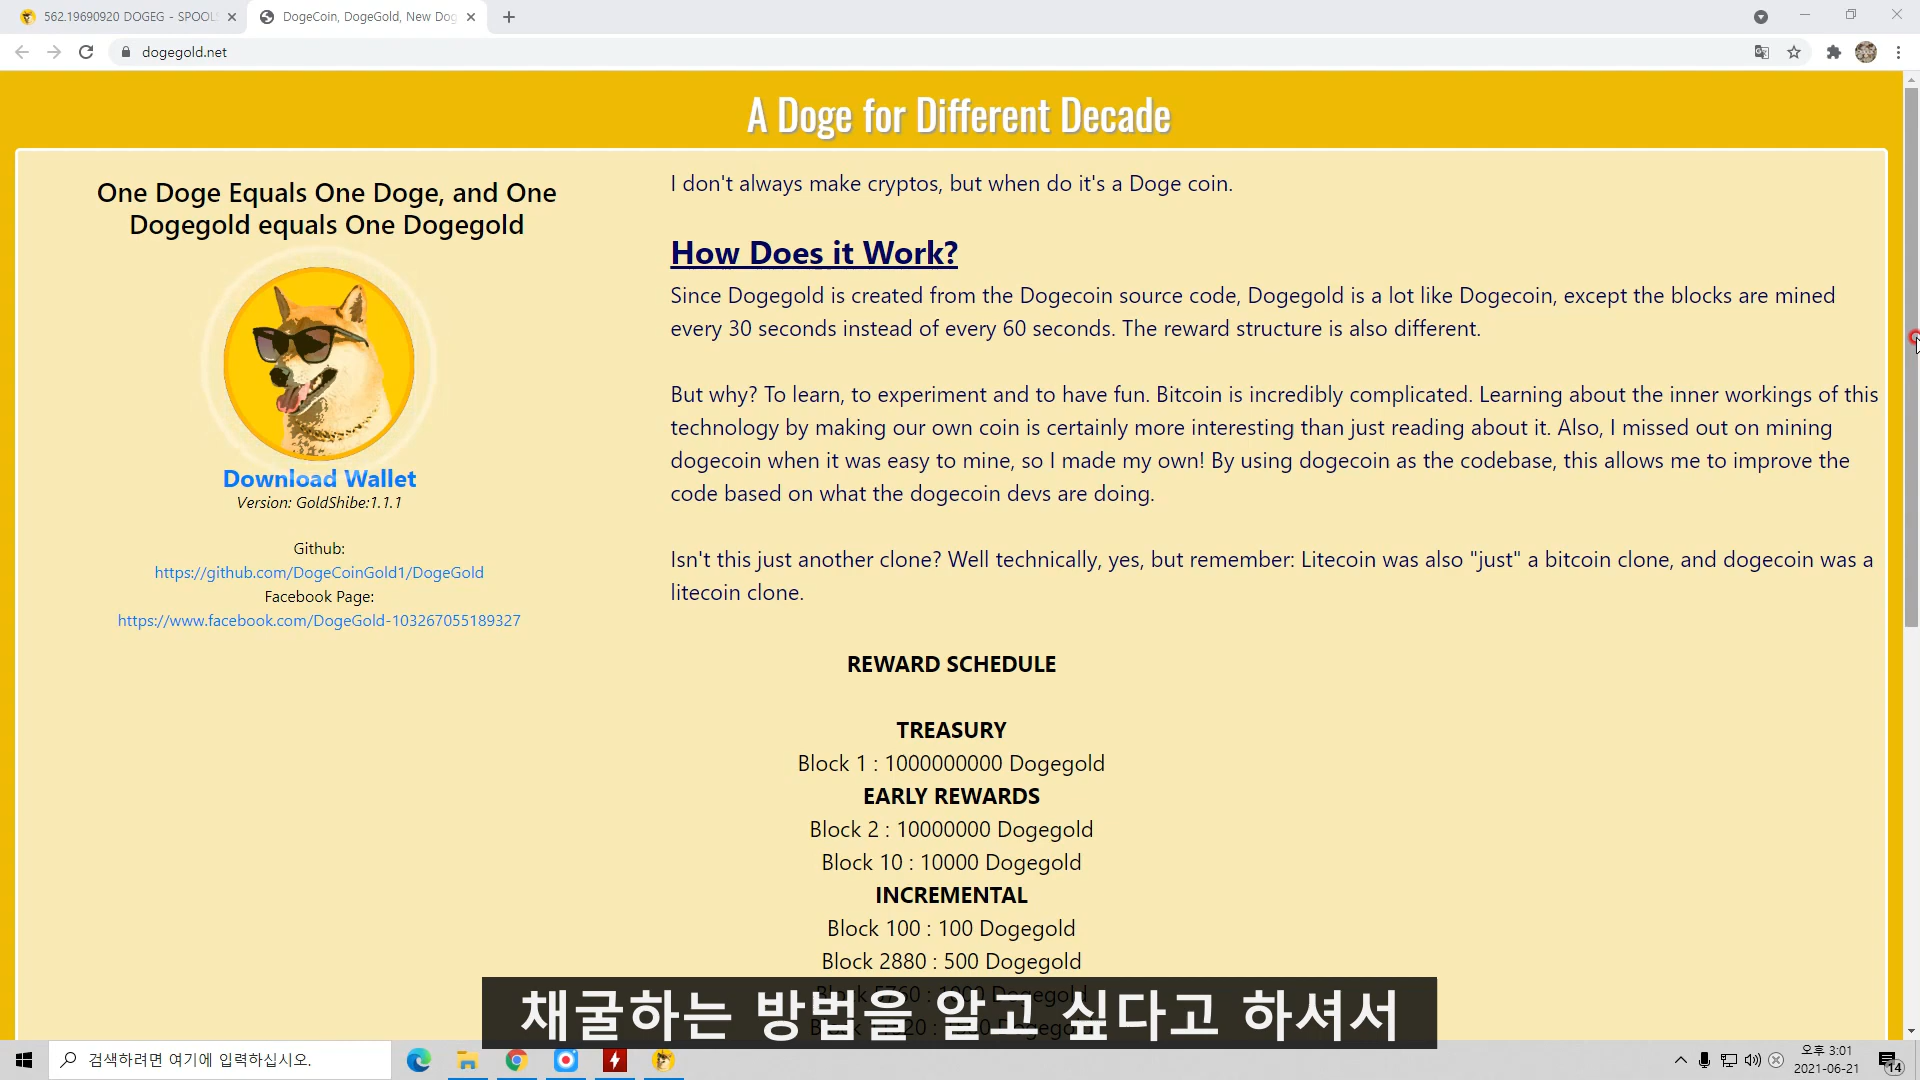 562.19690920 DOGEG - SPOOLS
DogeCoin, DogeGold, New Dog
dogegold.net
A Doge for Different Decade
One Doge Equals One Doge, and One
Dogegold equals One Dogegold
Download Wallet
Version: GoldShibe:1.1.1
Github:
https://github.com/DogeCoinGold1/DogeGold
Facebook Page:
https://www.facebook.com/DogeGold-103267055189327
I don't always make cryptos, but when do it's a Doge coin.
How Does it Work?
Since Dogegold is created from the Dogecoin source code, Dogegold is a lot like Dogecoin, except the blocks are mined
every 30 seconds instead of every 60 seconds. The reward structure is also different.
But why? To learn, to experiment and to have fun. Bitcoin is incredibly complicated. Learning about the inner workings of this
technology by making our own coin is certainly more interesting than just reading about it. Also, I missed out on mining
dogecoin when it was easy to mine, so I made my own! By using dogecoin as the codebase, this allows me to improve the
code based on what the dogecoin devs are doing.
Isn't this just another clone? Well technically, yes, but remember: Litecoin was also "just" a bitcoin clone, and dogecoin was a
litecoin clone.
REWARD SCHEDULE
TREASURY
Block 1 : 1000000000 Dogegold
EARLY REWARDS
Block 2 : 10000000 Dogegold
Block 10 : 10000 Dogegold
INCREMENTAL
Block 100 : 100 Dogegold
Block 2880 : 500 Dogegold
채굴하는 방법을 알고 싶다고 하셔서
검색하려면 여기에 입력하십시오.
오후 3:01
2021-06-21
14